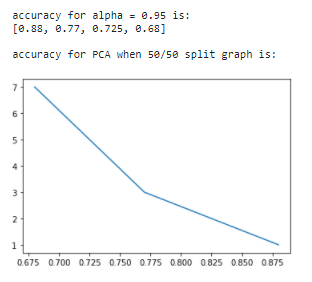 accuracy for alpha = 0.95 is:
[0.88, 0.77, 0.725, 0.68]
accuracy for PCA when 50/50 split graph is:
7
6
5
4
3
2
1
0.675 0.700 0.725 0.750 0.775 0.800 0.825 0.850 0.875